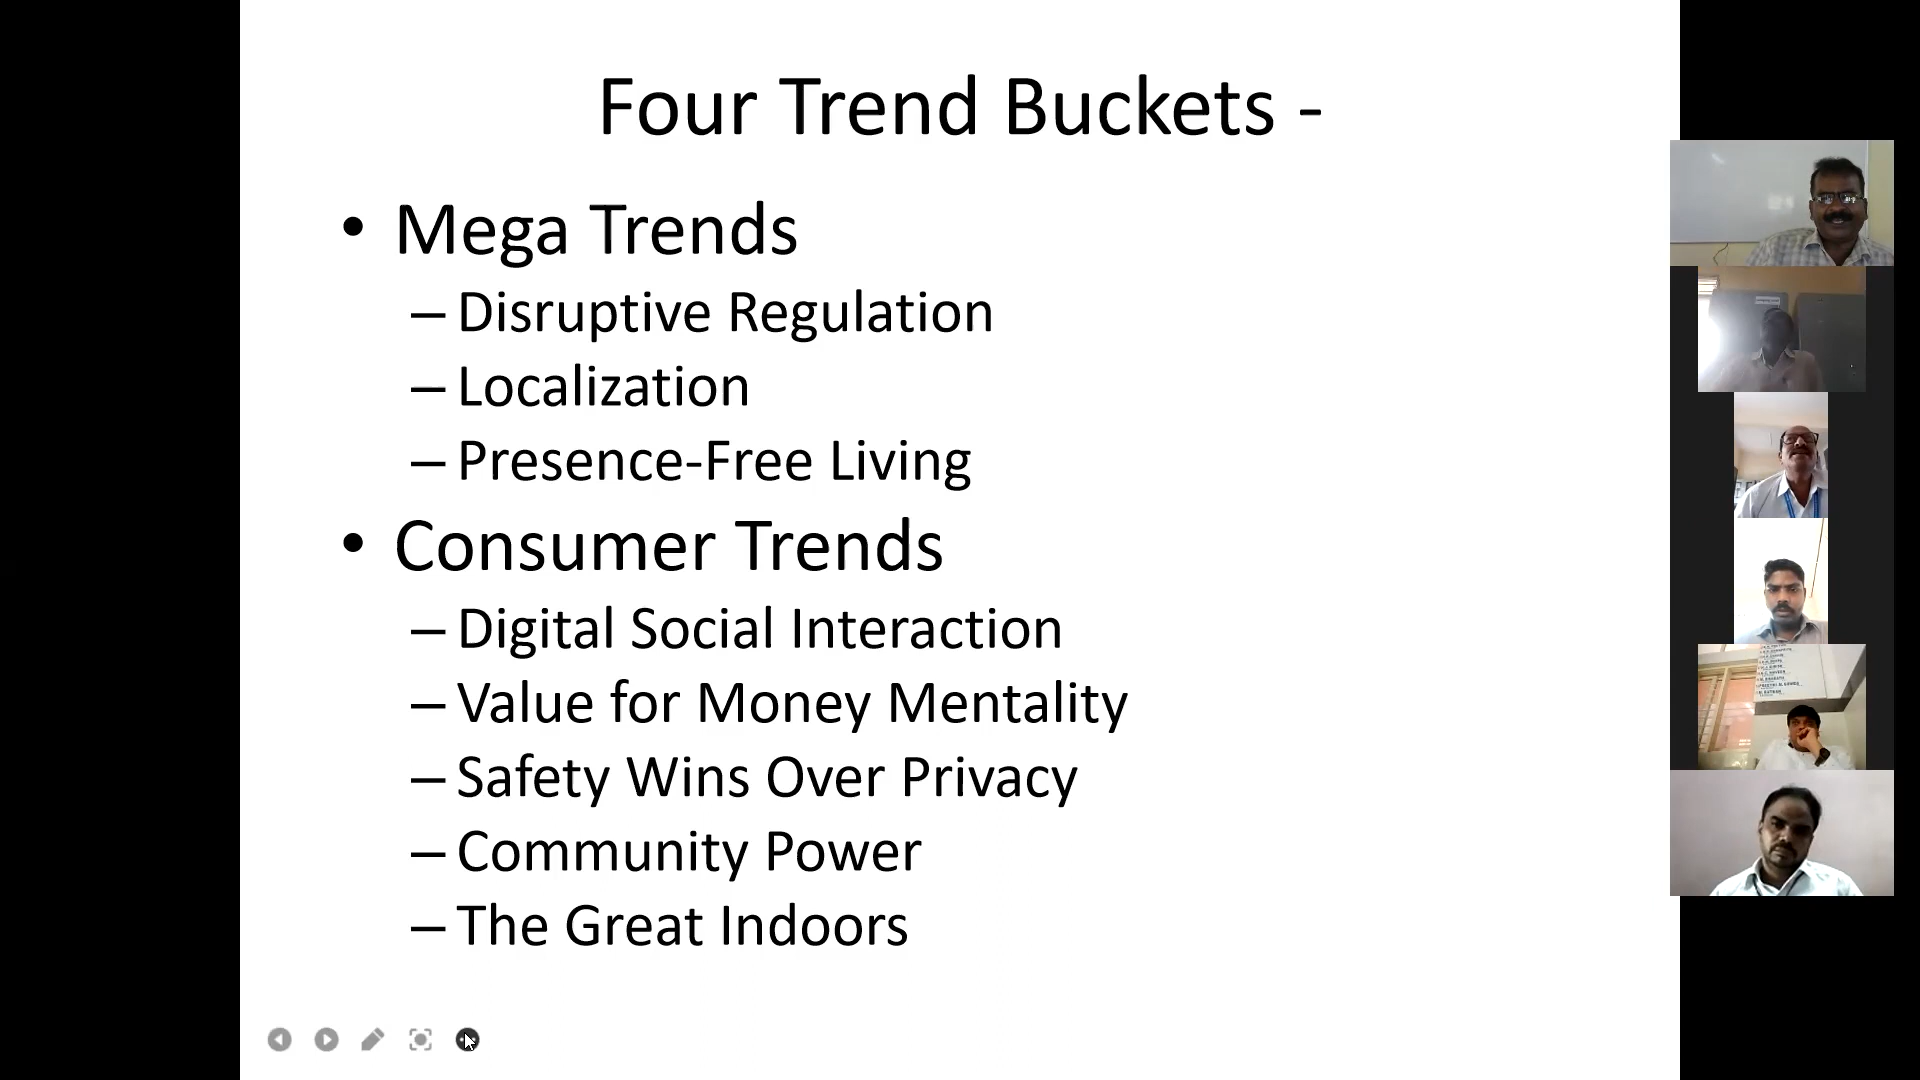 Four Trend Buckets -
• Mega Trends
– Disruptive Regulation
– Localization
– Presence-Free Living
• Consumer Trends
– Digital Social Interaction
– Value for Money Mentality
– Safety Wins Over Privacy
– Community Power
– The Great Indoors